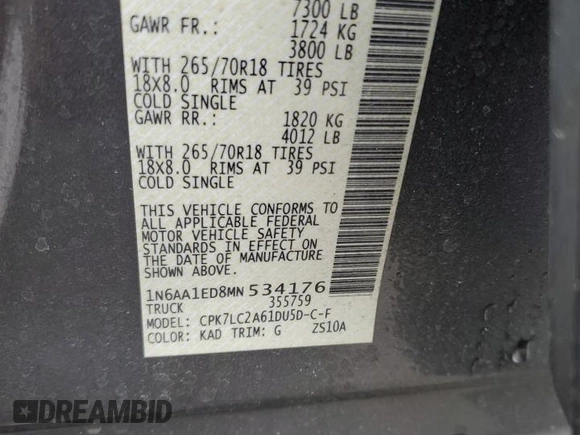 7300 LB
GAWR FR.: 1724 KG
3800 LB
WITH 265/70R18 TIRES
18X8.0 RIMS AT 39 PSI
COLD SINGLE
GAWR RR.: 1820 KG
4012 LB
WITH 265/70R18 TIRES
18X8.0 RIMS AT 39 PSI
COLD SINGLE
THIS VEHICLE CONFORMS TO
ALL APPLICABLE FEDERAL
MOTOR VEHICLE SAFETY
STANDARDS IN EFFECT ON
THE DATE OF MANUFACTURE
SHOWN ABOVE.
1N6AA1ED8MN534176
TRUCK 355759
MODEL: CPK7LC2A61DU5D-C-F
COLOR: KAD TRIM: G ZS10A
DREAMBID